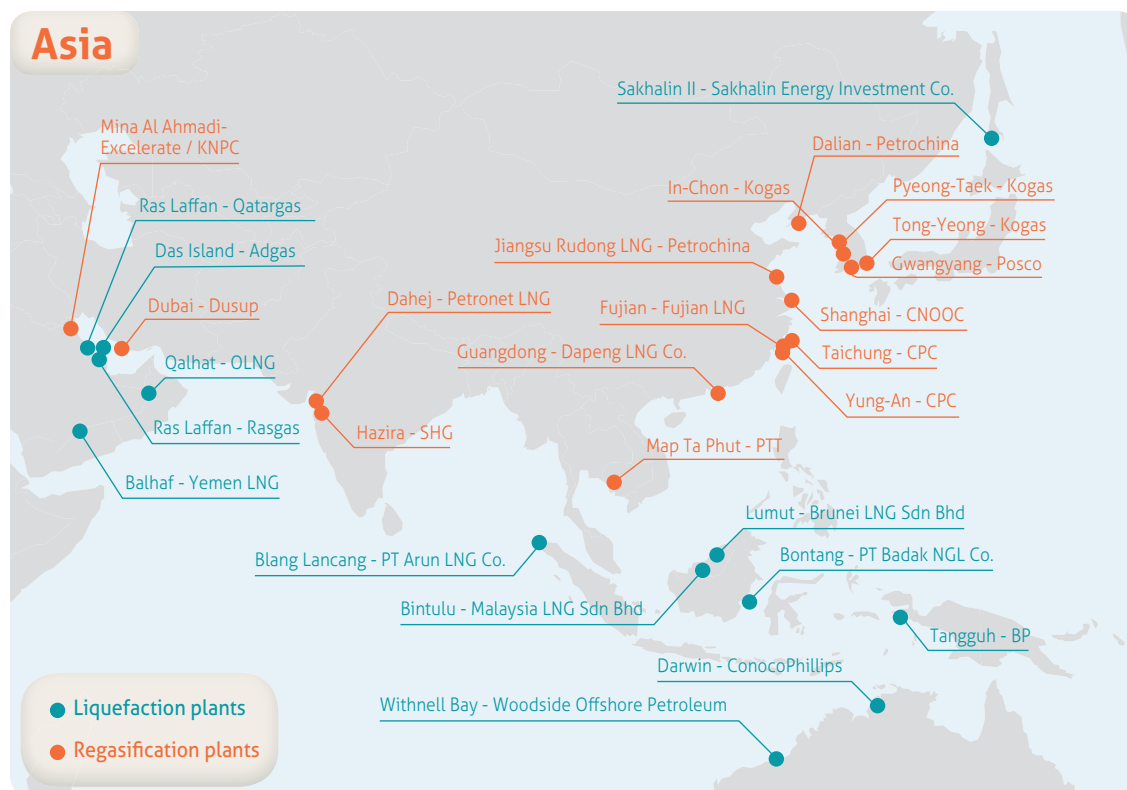 Asia
Sakhalin II - Sakhalin Energy Investment Co.
Mina Al Ahmadi-
Excelerate / KNPC
Dalian - Petrochina
In-Chon - Kogas
Pyeong-Taek - Kogas
Ras Laffan - Qatargas
Tong-Yeong - Kogas
Das Island - Adgas
Jiangsu Rudong LNG - Petrochina
Gwangyang - Posco
Dubai - Dusup
Dahej - Petronet LNG
Fujian - Fujian LNG
Shanghai - CNOOC
Guangdong - Dapeng LNG Co.
Taichung - CPC
Qalhat - OLNG
Yung-An - CPC
Ras Laffan - Rasgas
Hazira - SHG
Map Ta Phut - PTT
Balhaf - Yemen LNG
Lumut - Brunei LNG Sdn Bhd
Blang Lancang - PT Arun LNG Co.
Bontang - PT Badak NGL Co.
Bintulu - Malaysia LNG Sdn Bhd
Tangguh - BP
Darwin - ConocoPhillips
Withnell Bay - Woodside Offshore Petroleum
Liquefaction plants
Regasification plants